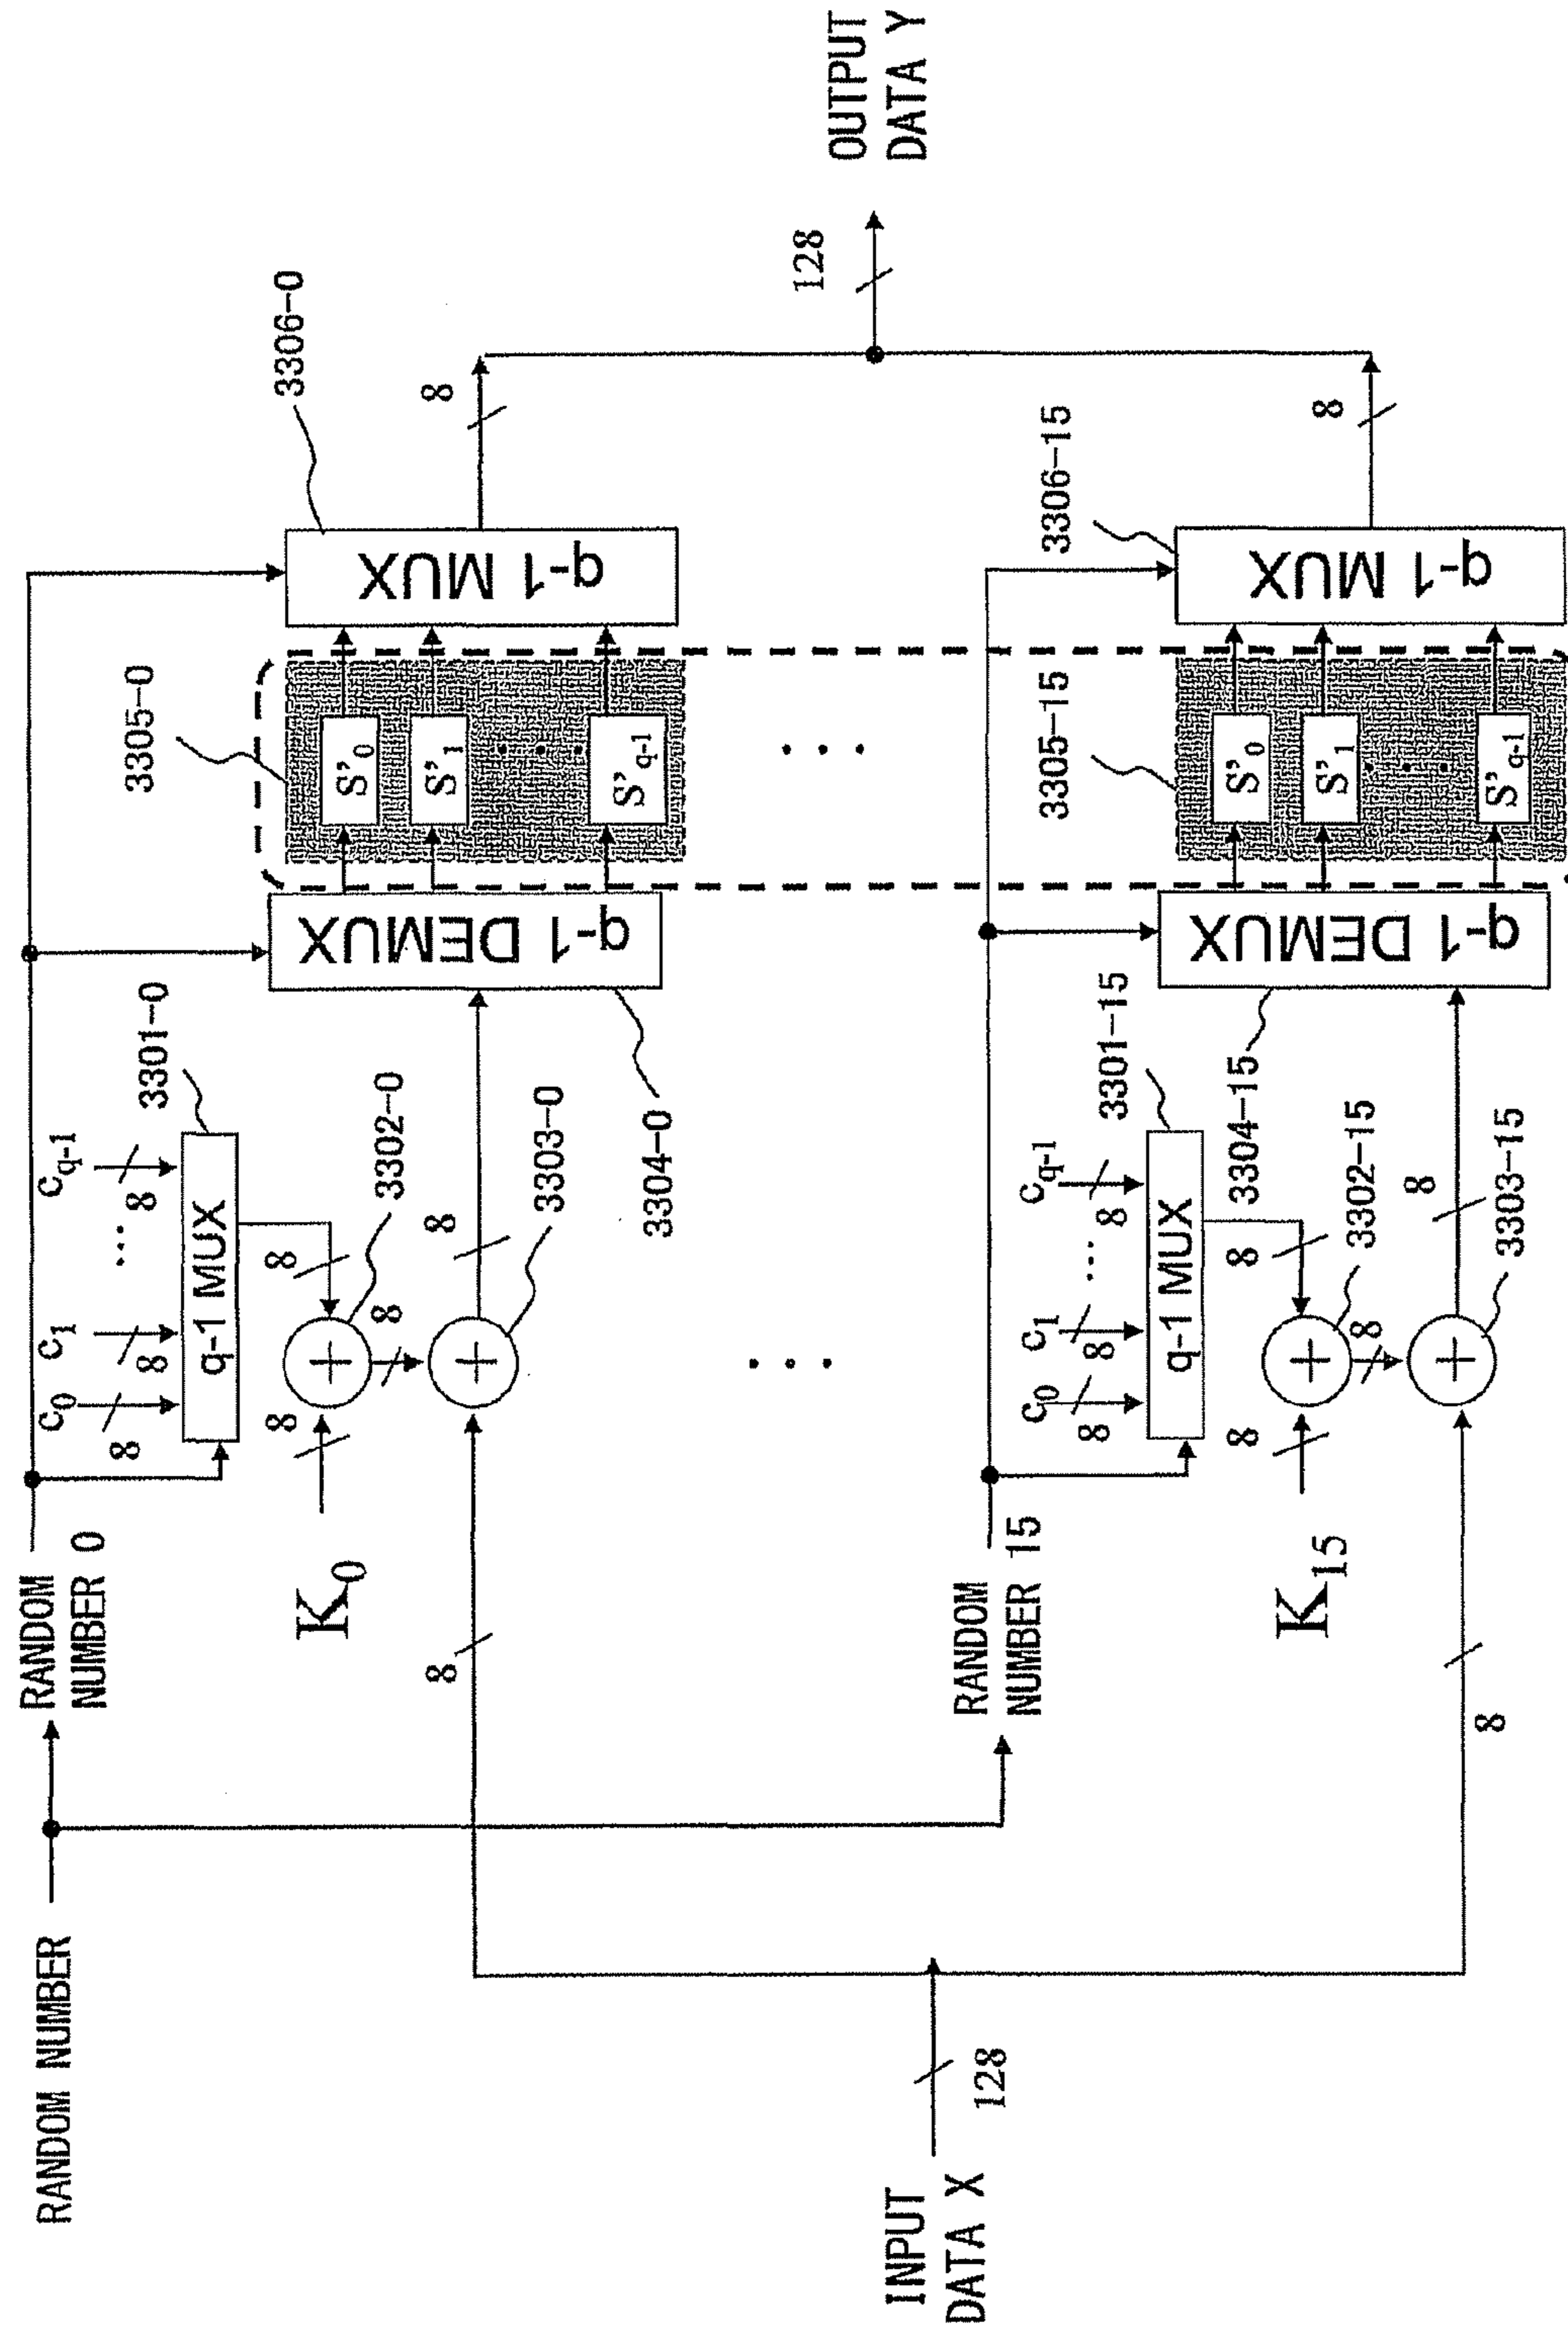 RANDOM NUMBER
RANDOM
NUMBER 0
c0
c1
...
cq-1
8
8
8
3301-0
q-1 MUX
8
K0
8
3302-0
8
3303-0
8
8
q-1 DEMUX
3304-0
3305-0
S'0
S'1
...
S'q-1
q-1 MUX
3306-0
8
...
...
INPUT
DATA X
128
OUTPUT
DATA Y
128
RANDOM
NUMBER 15
c0
c1
...
cq-1
8
8
8
3301-15
q-1 MUX
8
K15
8
3302-15
8
3303-15
8
8
q-1 DEMUX
3304-15
3305-15
S'0
S'1
...
S'q-1
q-1 MUX
3306-15
8